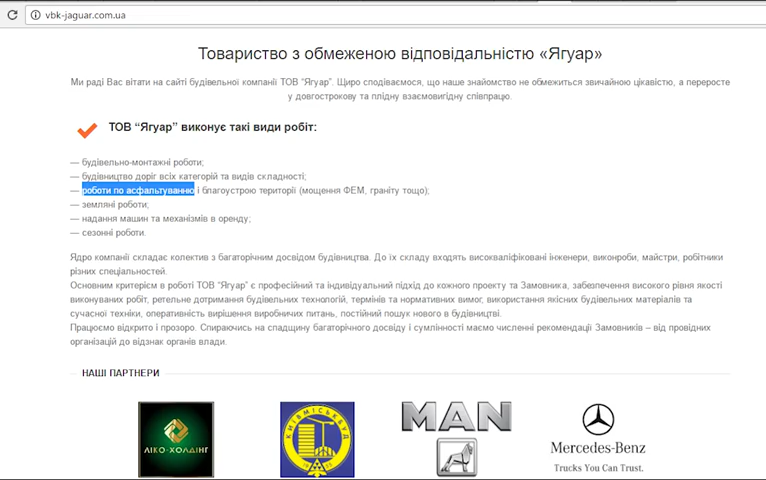 vbk-jaguar.com.ua
Товариство з обмеженою відповідальністю «Ягуар»
Ми раді Вас вітати на сайті будівельної компанії ТОВ “Ягуар”. Щиро сподіваємося, що наше знайомство не обмежиться звичайною цікавістю, а переросте
у довгострокову та плідну взаємовигідну співпрацю.
ТОВ “Ягуар” виконує такі види робіт:
— будівельно-монтажні роботи;
— будівництво доріг всіх категорій та видів складності;
— роботи по асфальтуванню і благоустрою території (мощення ФЕМ, граніту тощо);
— земляні роботи;
— надання машин та механізмів в оренду;
— сезонні роботи.
Ядро компанії складає колектив з багаторічним досвідом будівництва. До їх складу входять висококваліфіковані інженери, виконроби, майстри, робітники
різних спеціальностей.
Основним критерієм в роботі ТОВ “Ягуар” є професійний та індивідуальний підхід до кожного проекту та Замовника, забезпечення високого рівня якості
виконуваних робіт, ретельне дотримання будівельних технологій, термінів та нормативних вимог, використання якісних будівельних матеріалів та
сучасної техніки, оперативність вирішення виробничих питань, постійний пошук нового в будівництві.
Працюємо відкрито і прозоро. Спираючись на спадщину багаторічного досвіду і сумлінності маємо численні рекомендації Замовників – від провідних
організацій до відзнак органів влади.
НАШІ ПАРТНЕРИ
ЛІКО-ХОЛДІНГ
КИЇВМІСЬКБУД
MAN
Mercedes-Benz
Trucks You Can Trust.